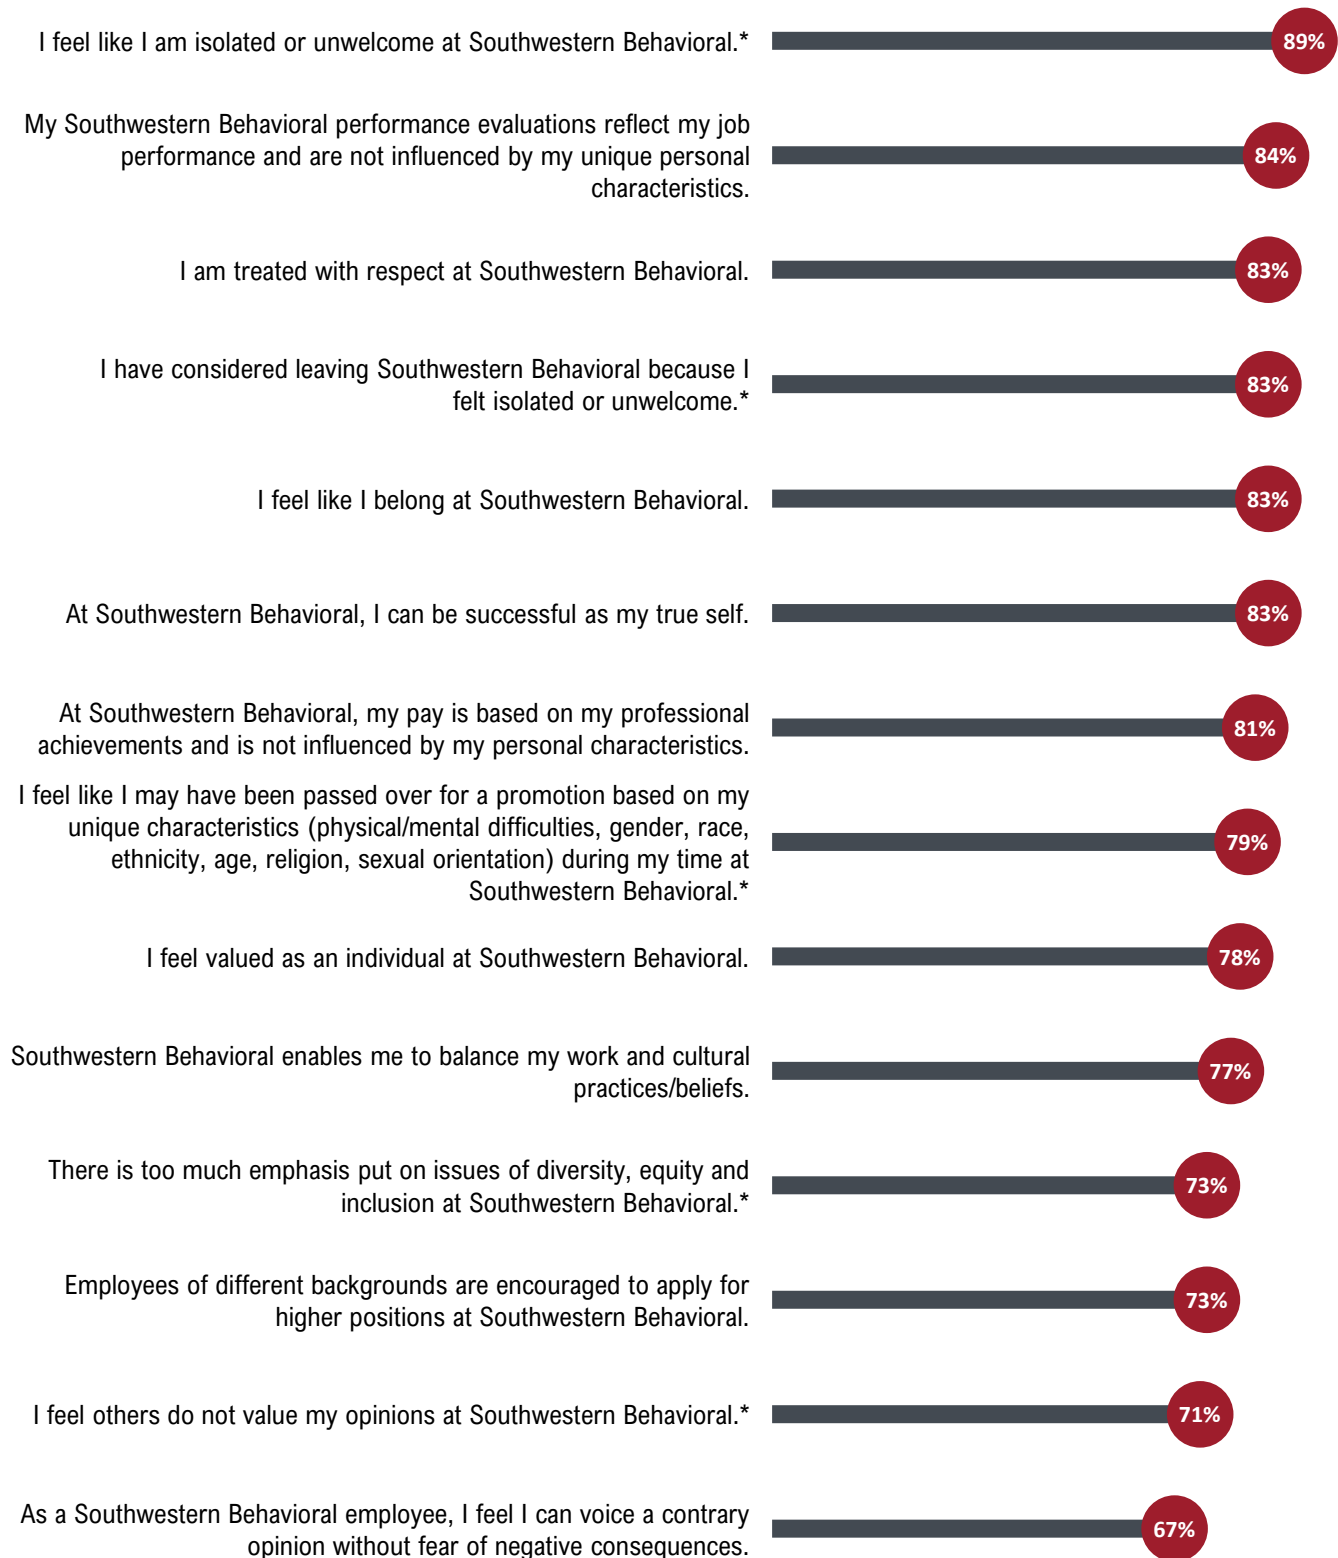 I feel like I am isolated or unwelcome at Southwestern Behavioral.*
89%
My Southwestern Behavioral performance evaluations reflect my job
performance and are not influenced by my unique personal
characteristics.
84%
I am treated with respect at Southwestern Behavioral.
83%
I have considered leaving Southwestern Behavioral because I
felt isolated or unwelcome.*
83%
I feel like I belong at Southwestern Behavioral.
83%
At Southwestern Behavioral, I can be successful as my true self.
83%
At Southwestern Behavioral, my pay is based on my professional
achievements and is not influenced by my personal characteristics.
81%
I feel like I may have been passed over for a promotion based on my
unique characteristics (physical/mental difficulties, gender, race,
ethnicity, age, religion, sexual orientation) during my time at
Southwestern Behavioral.*
79%
I feel valued as an individual at Southwestern Behavioral.
78%
Southwestern Behavioral enables me to balance my work and cultural
practices/beliefs.
77%
There is too much emphasis put on issues of diversity, equity and
inclusion at Southwestern Behavioral.*
73%
Employees of different backgrounds are encouraged to apply for
higher positions at Southwestern Behavioral.
73%
I feel others do not value my opinions at Southwestern Behavioral.*
71%
As a Southwestern Behavioral employee, I feel I can voice a contrary
opinion without fear of negative consequences.
67%